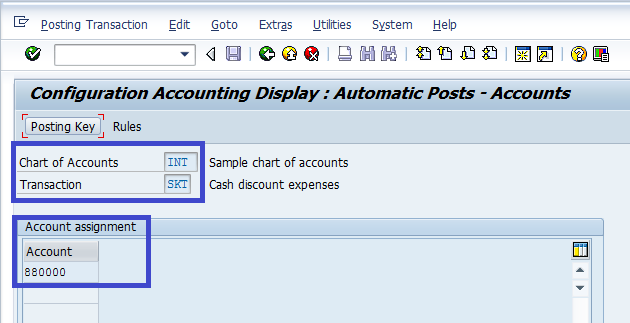 Posting Transaction Edit Goto Extras Utilities System Help
Configuration Accounting Display : Automatic Posts - Accounts
Posting Key Rules
Chart of Accounts INT Sample chart of accounts
Transaction SKT Cash discount expenses
Account assignment
Account
880000